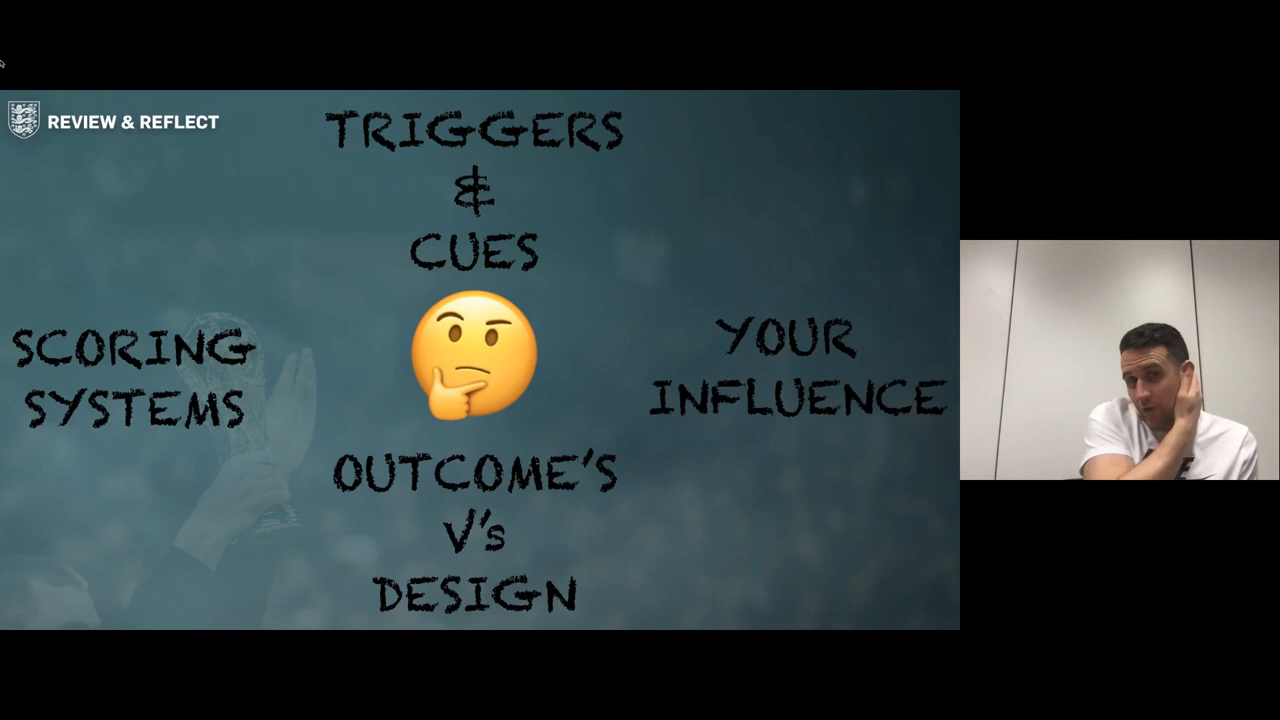 REVIEW & REFLECT
TRIGGERS
&
CUES
SCORING
SYSTEMS
YOUR
INFLUENCE
OUTCOME'S
V's
DESIGN